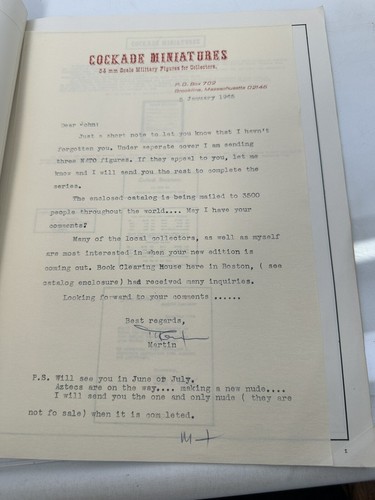 COCKADE MINIATURES
54 mm Scale Military Figures for Collectors.
P.O. Box 782
Brookline, Massachusetts 02146
January 1968
Dear John:
Just a short note to let you know that I havn't
forgotten you. Under separate cover I am sending
three NATO figures. If they appeal to you, let me
know and I will send you the rest to complete the
series.
The enclosed catalog is being mailed to 3500
people throughout the world.... May I have your
comments?
Many of the local collectors, as well as myself
are most interested in when your new edition is
coming out. Book Clearing House here in Boston, ( see
catalog enclosure) had received many inquiries.
Looking forward to your comments ......
Best regards,
Martin
P.S. Will see you in June or July.
Aztecs are on the way.... making a new nude....
I will send you the one and only nude ( they are
not fo sale) when it is completed.
1